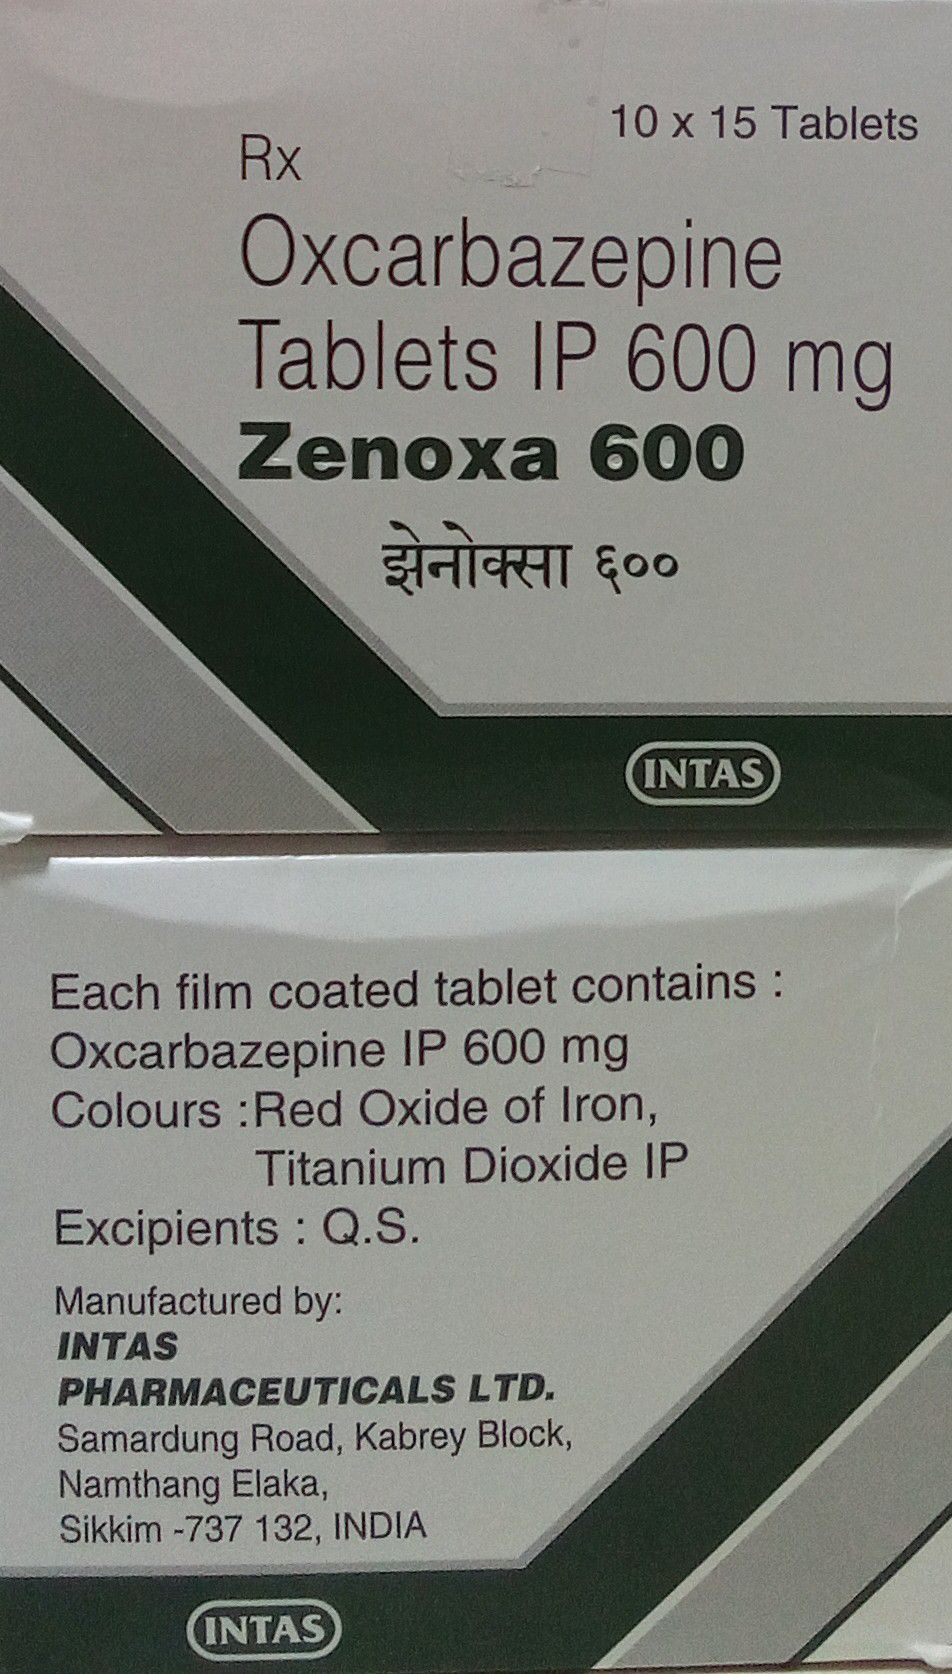 10 x 15 Tablets
Rx
Oxcarbazepine
Tablets IP 600 mg
Zenoxa 600
झेनोक्सा ६००
INTAS
Each film coated tablet contains :
Oxcarbazepine IP 600 mg
Colours :Red Oxide of Iron,
Titanium Dioxide IP
Excipients : Q.S.
Manufactured by:
INTAS
PHARMACEUTICALS LTD.
Samardung Road, Kabrey Block,
Namthang Elaka,
Sikkim -737 132, INDIA
INTAS